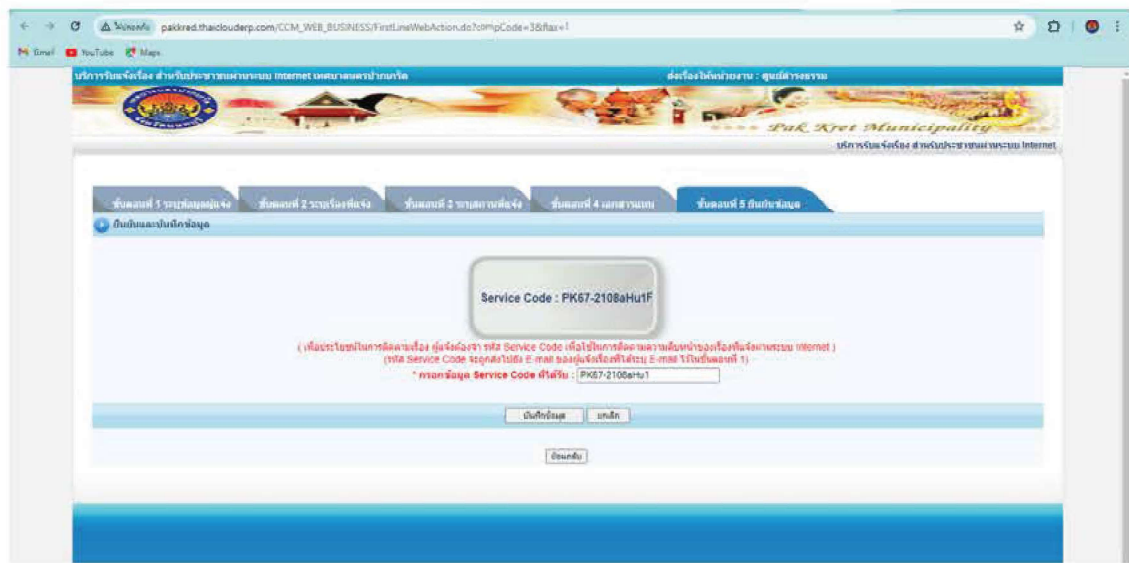 ไม่ปลอดภัย pakkred.thaiclouderp.com/CCM_WEB_BUSINESS/FirstLineWebAction.do?compCode=3&flax=1
Gmail YouTube Maps
บริการรับแจ้งเรื่อง สำหรับประชาชนผ่านระบบ Internet เทศบาลนครปากเกร็ด
ส่งเรื่องให้หน่วยงาน : ศูนย์ดำรงธรรม
Pak Kret Municipality
บริการรับแจ้งเรื่อง สำหรับประชาชนผ่านระบบ Internet
ขั้นตอนที่ 1 ระบุข้อมูลผู้แจ้ง ขั้นตอนที่ 2 ระบุเรื่องที่แจ้ง ขั้นตอนที่ 3 ระบุสถานที่แจ้ง ขั้นตอนที่ 4 เอกสารแนบ ขั้นตอนที่ 5 ยืนยันข้อมูล
ยืนยันและบันทึกข้อมูล
Service Code : PK67-2108aHu1F
( เพื่อประโยชน์ในการติดตามเรื่อง ผู้แจ้งต้องจำ รหัส Service Code เพื่อใช้ในการติดตามความคืบหน้าของเรื่องที่แจ้งผ่านระบบ Internet )
(รหัส Service Code จะถูกส่งไปยัง E-mail ของผู้แจ้งเรื่องที่ได้ระบุ E-mail ไว้ในขั้นตอนที่ 1)
* กรอกข้อมูล Service Code ที่ได้รับ : PK67-2108aHu1
บันทึกข้อมูล ยกเลิก
ย้อนกลับ